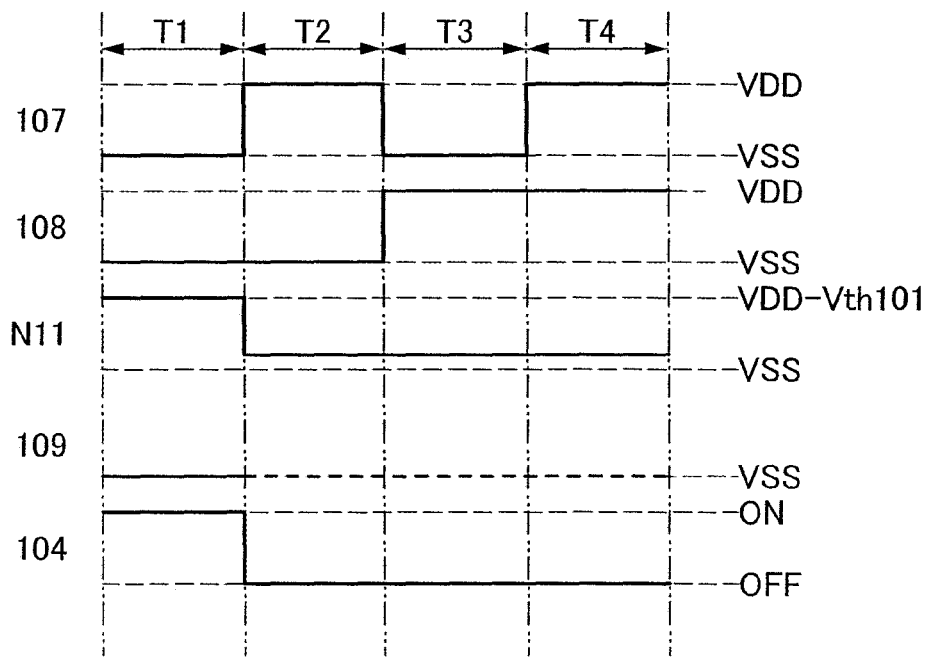 T1 T2 T3 T4
107 VDD
VSS
108 VDD
VSS
N11 VDD-Vth101
VSS
109 VSS
104 ON
OFF